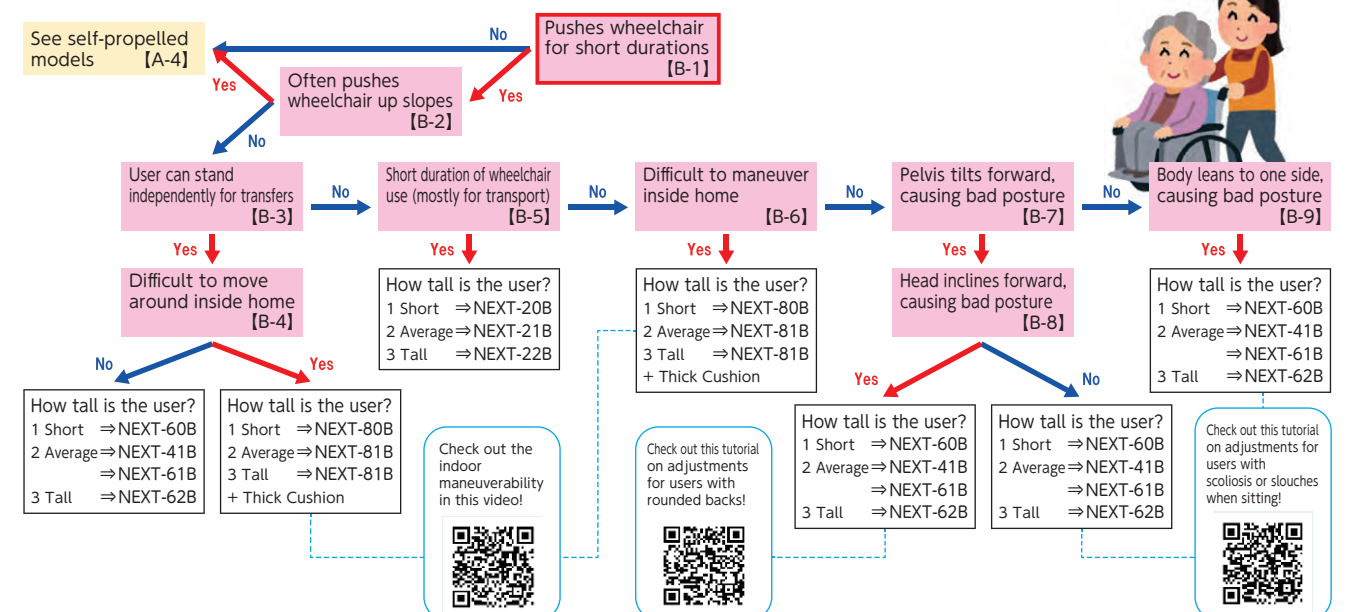 See self-propelled
models 【A-4】
No
Pushes wheelchair
for short durations
【B-1】
Yes
Yes
Often pushes
wheelchair up slopes
【B-2】
No
User can stand
independently for transfers
【B-3】
No
Short duration of wheelchair
use (mostly for transport)
【B-5】
No
Difficult to maneuver
inside home
【B-6】
No
Pelvis tilts forward,
causing bad posture
【B-7】
No
Body leans to one side,
causing bad posture
【B-9】
Yes
Yes
Yes
Yes
Yes
Difficult to move
around inside home
【B-4】
How tall is the user?
1 Short ⇒NEXT-20B
2 Average⇒NEXT-21B
3 Tall ⇒NEXT-22B
How tall is the user?
1 Short ⇒NEXT-80B
2 Average⇒NEXT-81B
3 Tall ⇒NEXT-81B
+ Thick Cushion
Head inclines forward,
causing bad posture
【B-8】
How tall is the user?
1 Short ⇒NEXT-60B
2 Average⇒NEXT-41B
⇒NEXT-61B
3 Tall ⇒NEXT-62B
No
Yes
Yes
No
How tall is the user?
1 Short ⇒NEXT-60B
2 Average⇒NEXT-41B
⇒NEXT-61B
3 Tall ⇒NEXT-62B
How tall is the user?
1 Short ⇒NEXT-80B
2 Average⇒NEXT-81B
3 Tall ⇒NEXT-81B
+ Thick Cushion
Check out the
indoor
maneuverability
in this video!
Check out this tutorial
on adjustments
for users with
rounded backs!
How tall is the user?
1 Short ⇒NEXT-60B
2 Average⇒NEXT-41B
⇒NEXT-61B
3 Tall ⇒NEXT-62B
How tall is the user?
1 Short ⇒NEXT-60B
2 Average⇒NEXT-41B
⇒NEXT-61B
3 Tall ⇒NEXT-62B
Check out this tutorial
on adjustments for
users with
scoliosis or slouches
when sitting!